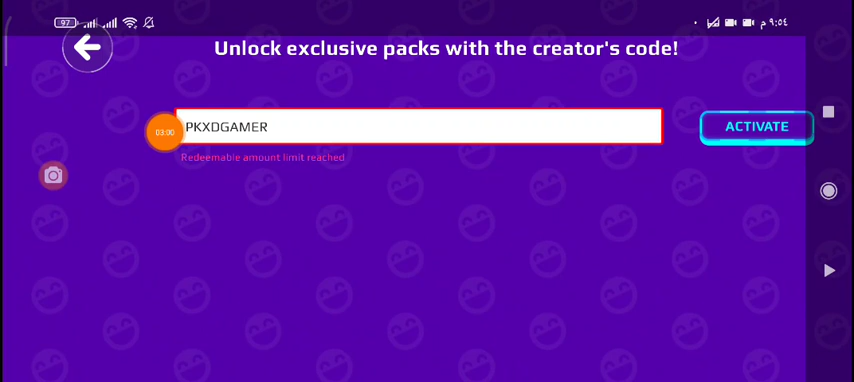 97
٩:٥٤ م
Unlock exclusive packs with the creator's code!
03:00
PKXDGAMER
ACTIVATE
Redeemable amount limit reached